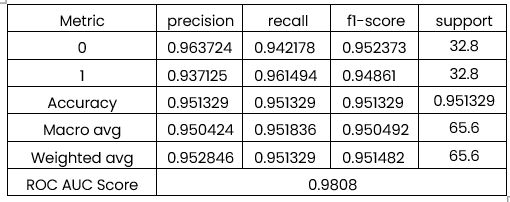 Metric precision recall f1-score support
0 0.963724 0.942178 0.952373 32.8
1 0.937125 0.961494 0.94861 32.8
Accuracy 0.951329 0.951329 0.951329 0.951329
Macro avg 0.950424 0.951836 0.950492 65.6
Weighted avg 0.952846 0.951329 0.951482 65.6
ROC AUC Score 0.9808